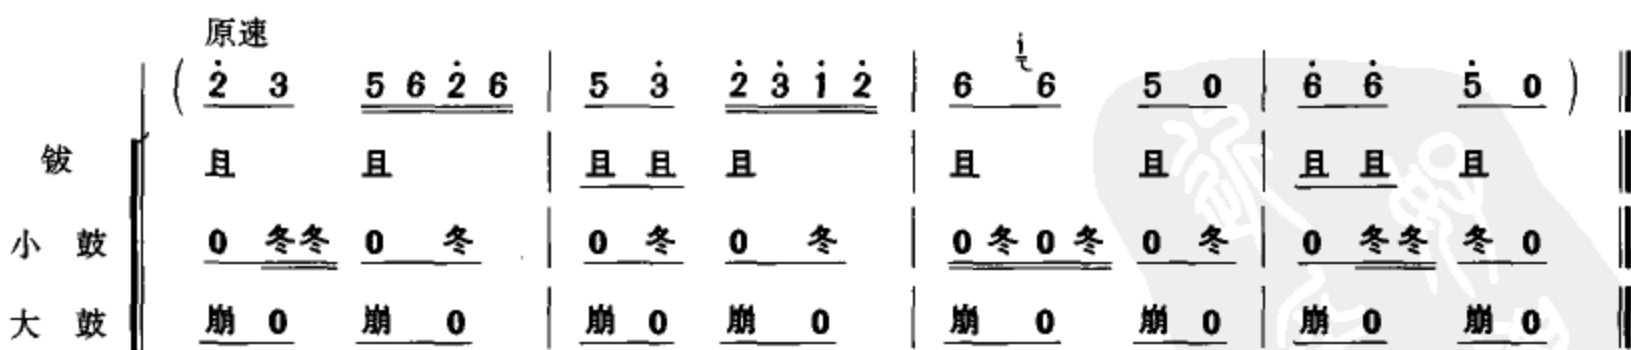 原速
( 2̇ 3 5 6 2̇ 6 | 5 3̇ 2̇ 3̇ 1̇ 2̇ | 6 i 6 5 0 | 6̇ 6̇ 5̇ 0 ) ‖
钹 且 且 | 且 且 且 | 且 且 | 且 且 且 ‖
小 鼓 0 冬冬 0 冬 | 0 冬 0 冬 | 0 冬 0 冬 0 冬 | 0 冬冬 冬 0 ‖
大 鼓 崩 0 崩 0 | 崩 0 崩 0 | 崩 0 崩 0 | 崩 0 崩 0 ‖